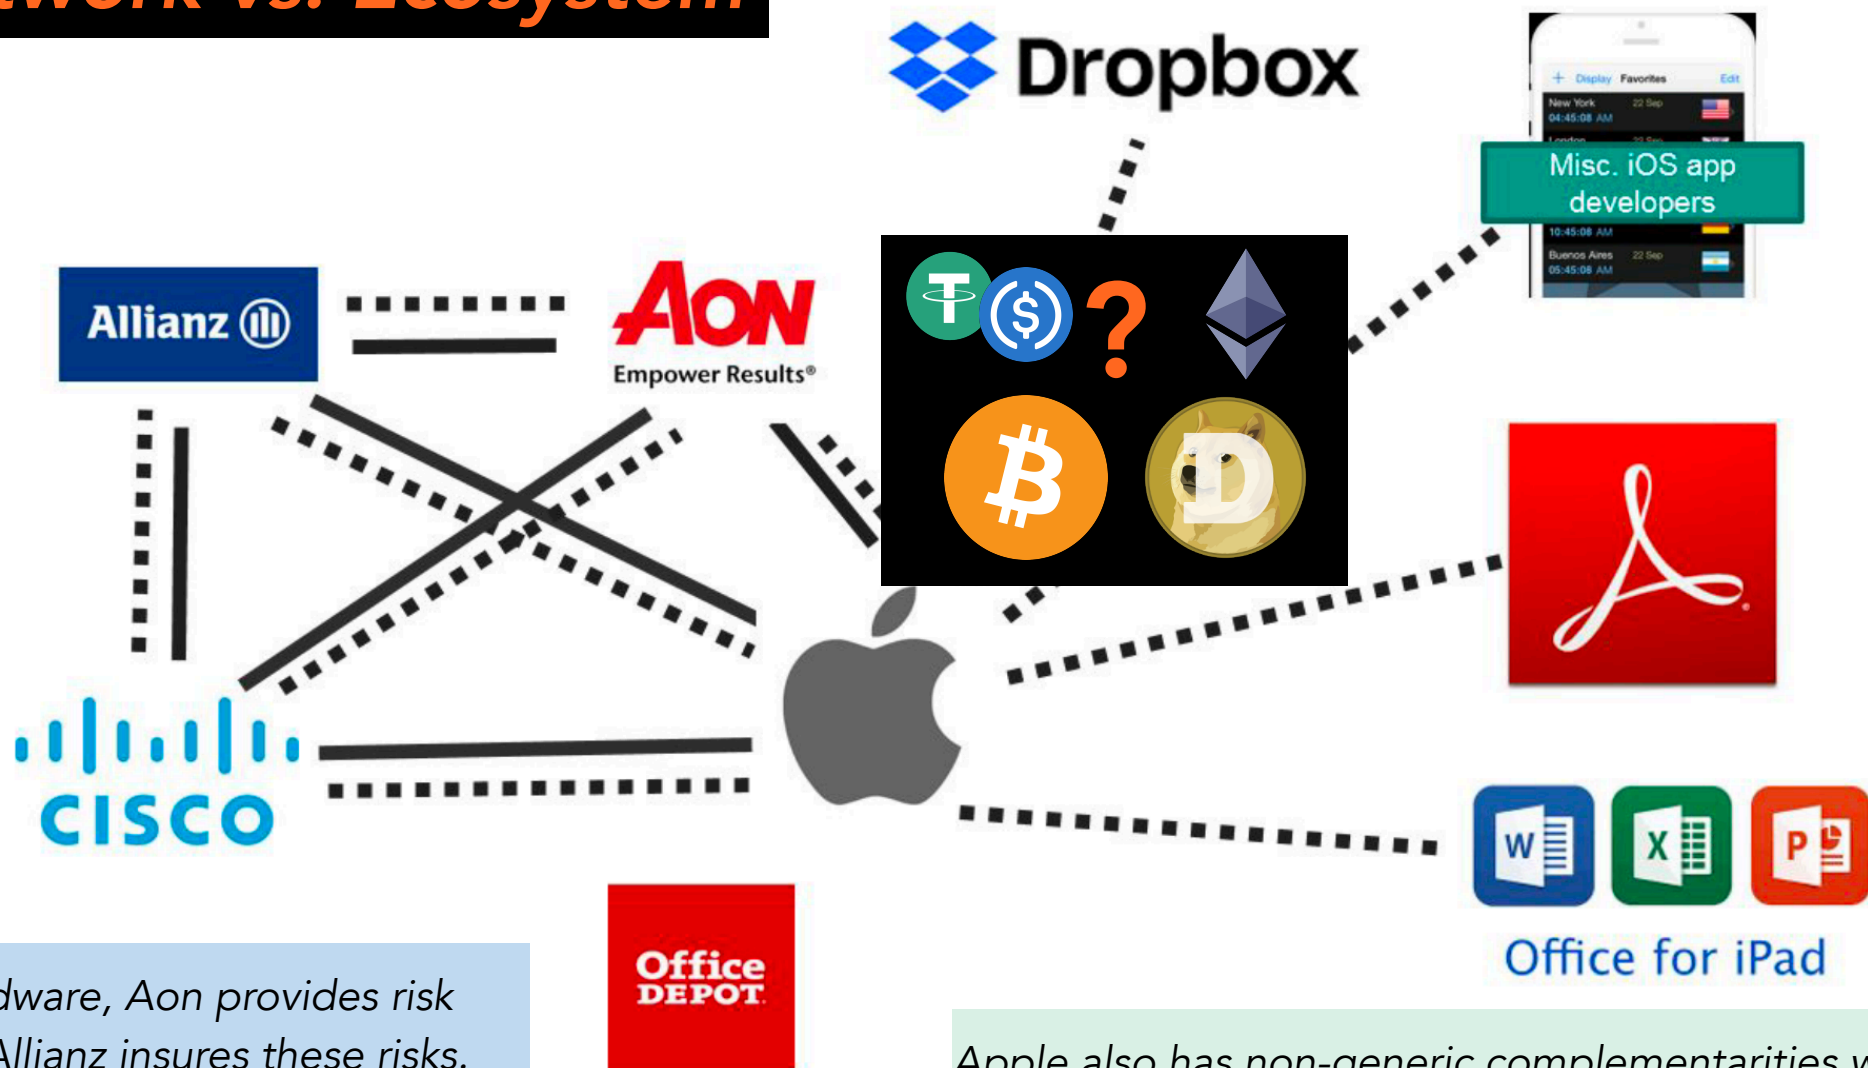 vs. Ecosystem
Dropbox
+ Display Favorites Edit
New York 22 Sep
04:45:08 AM
London 22 Sep
Misc. iOS app
developers
10:45:08 AM
Buenos Aires 22 Sep
05:45:08 AM
Allianz
AON
Empower Results®
CISCO
W
X
P
Office for iPad
Office
DEPOT
Aon provides risk
Allianz insures these risks.
Apple also has non-generic complementarities